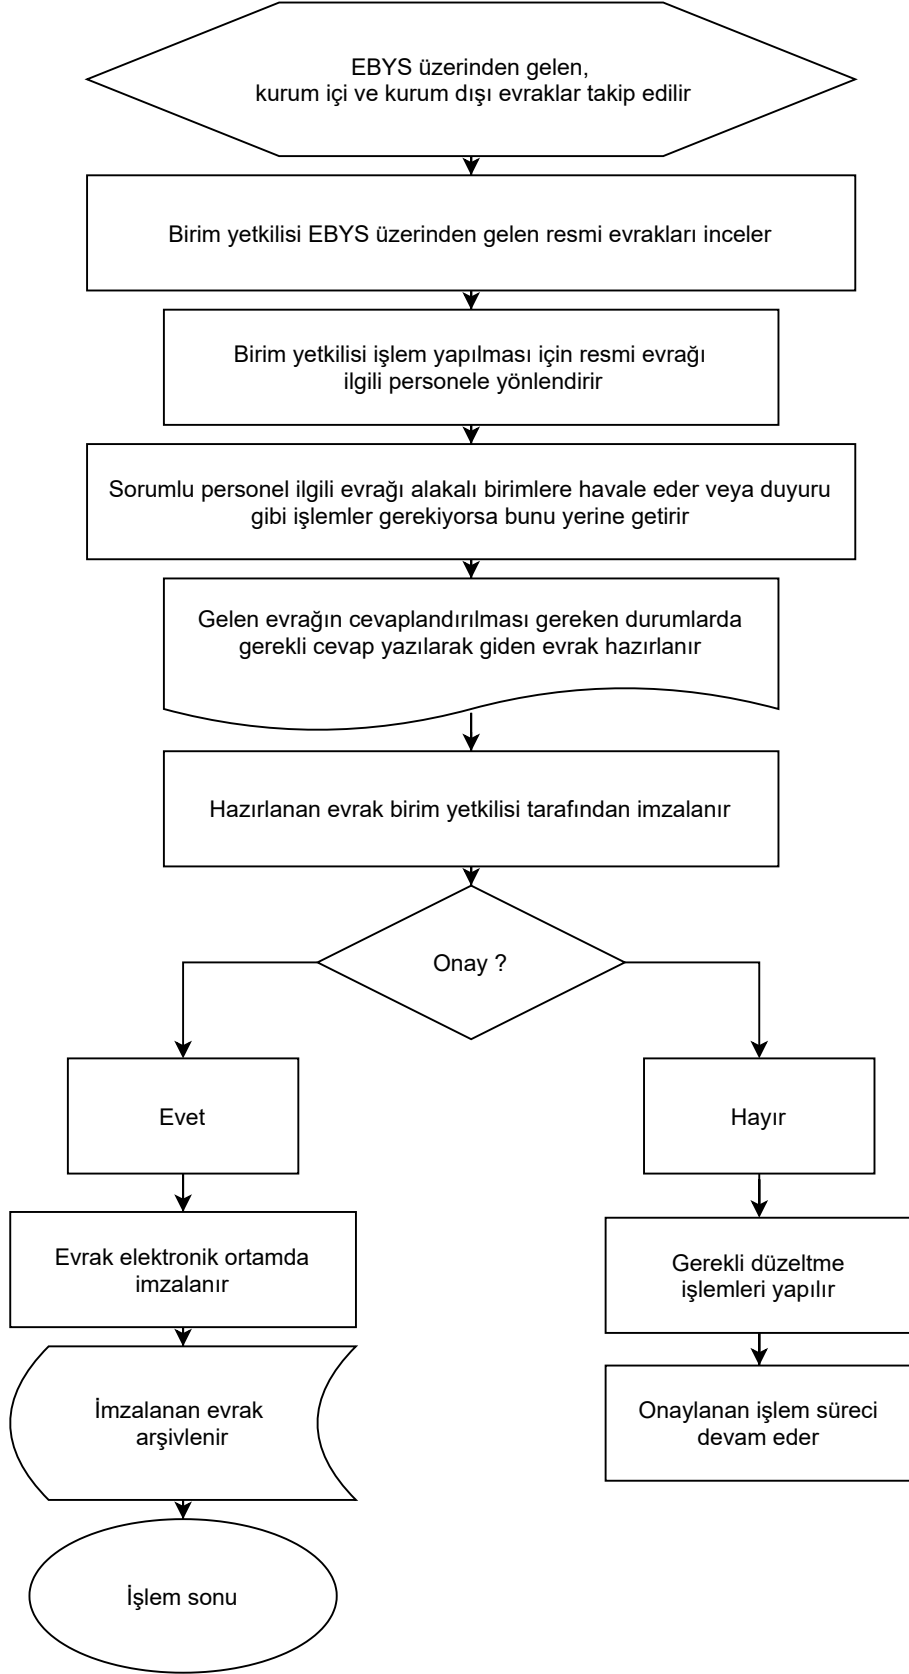 EBYS üzerinden gelen,
kurum içi ve kurum dışı evraklar takip edilir
Birim yetkilisi EBYS üzerinden gelen resmi evrakları inceler
Birim yetkilisi işlem yapılması için resmi evrağı
ilgili personele yönlendirir
Sorumlu personel ilgili evrağı alakalı birimlere havale eder veya duyuru
gibi işlemler gerekiyorsa bunu yerine getirir
Gelen evrağın cevaplandırılması gereken durumlarda
gerekli cevap yazılarak giden evrak hazırlanır
Hazırlanan evrak birim yetkilisi tarafından imzalanır
Onay ?
Evet
Hayır
Evrak elektronik ortamda
imzalanır
Gerekli düzeltme
işlemleri yapılır
İmzalanan evrak
arşivlenir
Onaylanan işlem süreci
devam eder
İşlem sonu